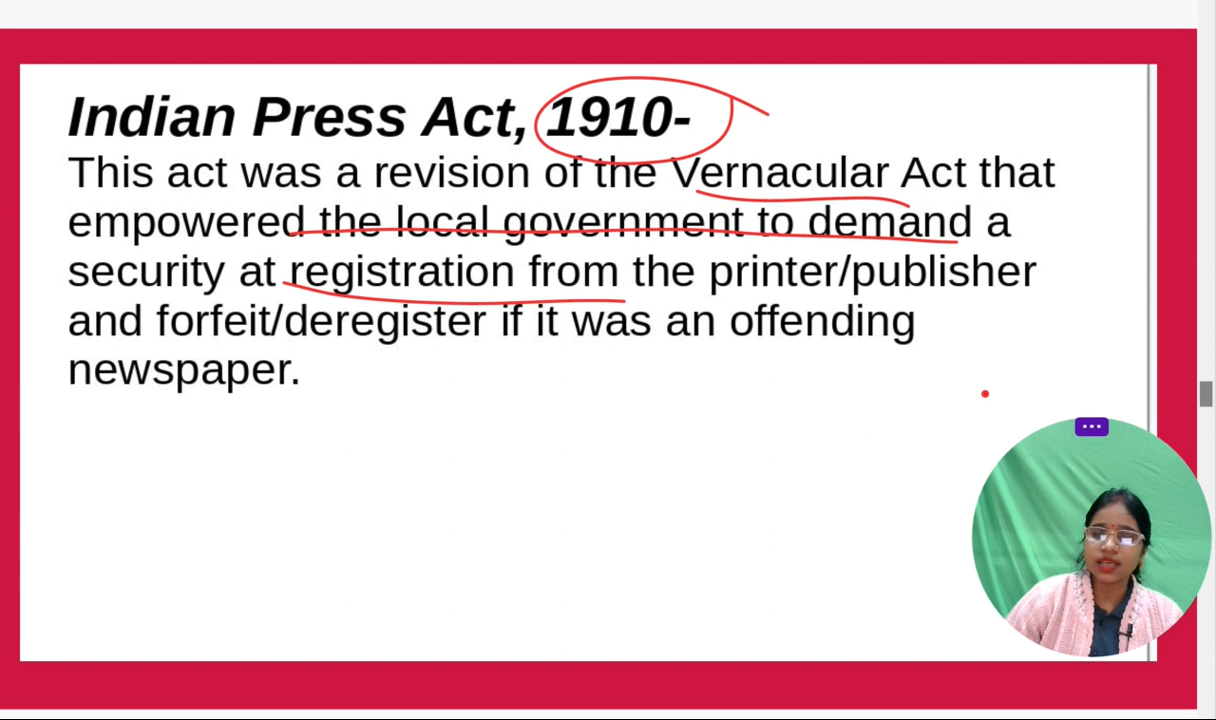 Indian Press Act, 1910-
This act was a revision of the Vernacular Act that
empowered the local government to demand a
security at registration from the printer/publisher
and forfeit/deregister if it was an offending
newspaper.